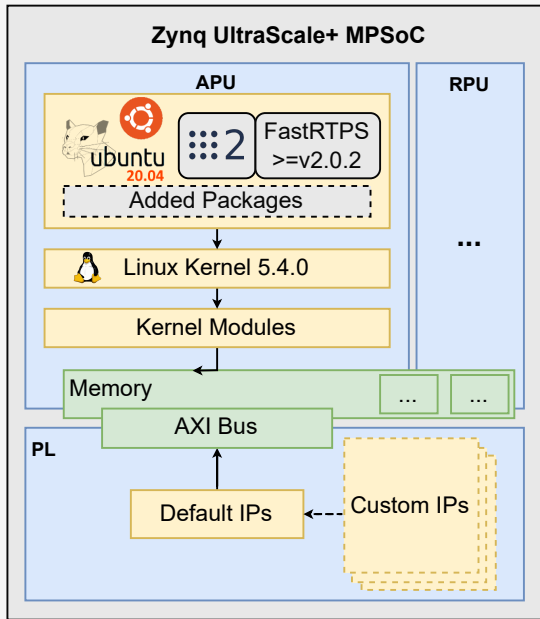 Zynq UltraScale+ MPSoC
APU
RPU
ubuntu
20.04
2
FastRTPS
>=v2.0.2
Added Packages
...
Linux Kernel 5.4.0
Kernel Modules
Memory
...
...
AXI Bus
PL
Default IPs
Custom IPs